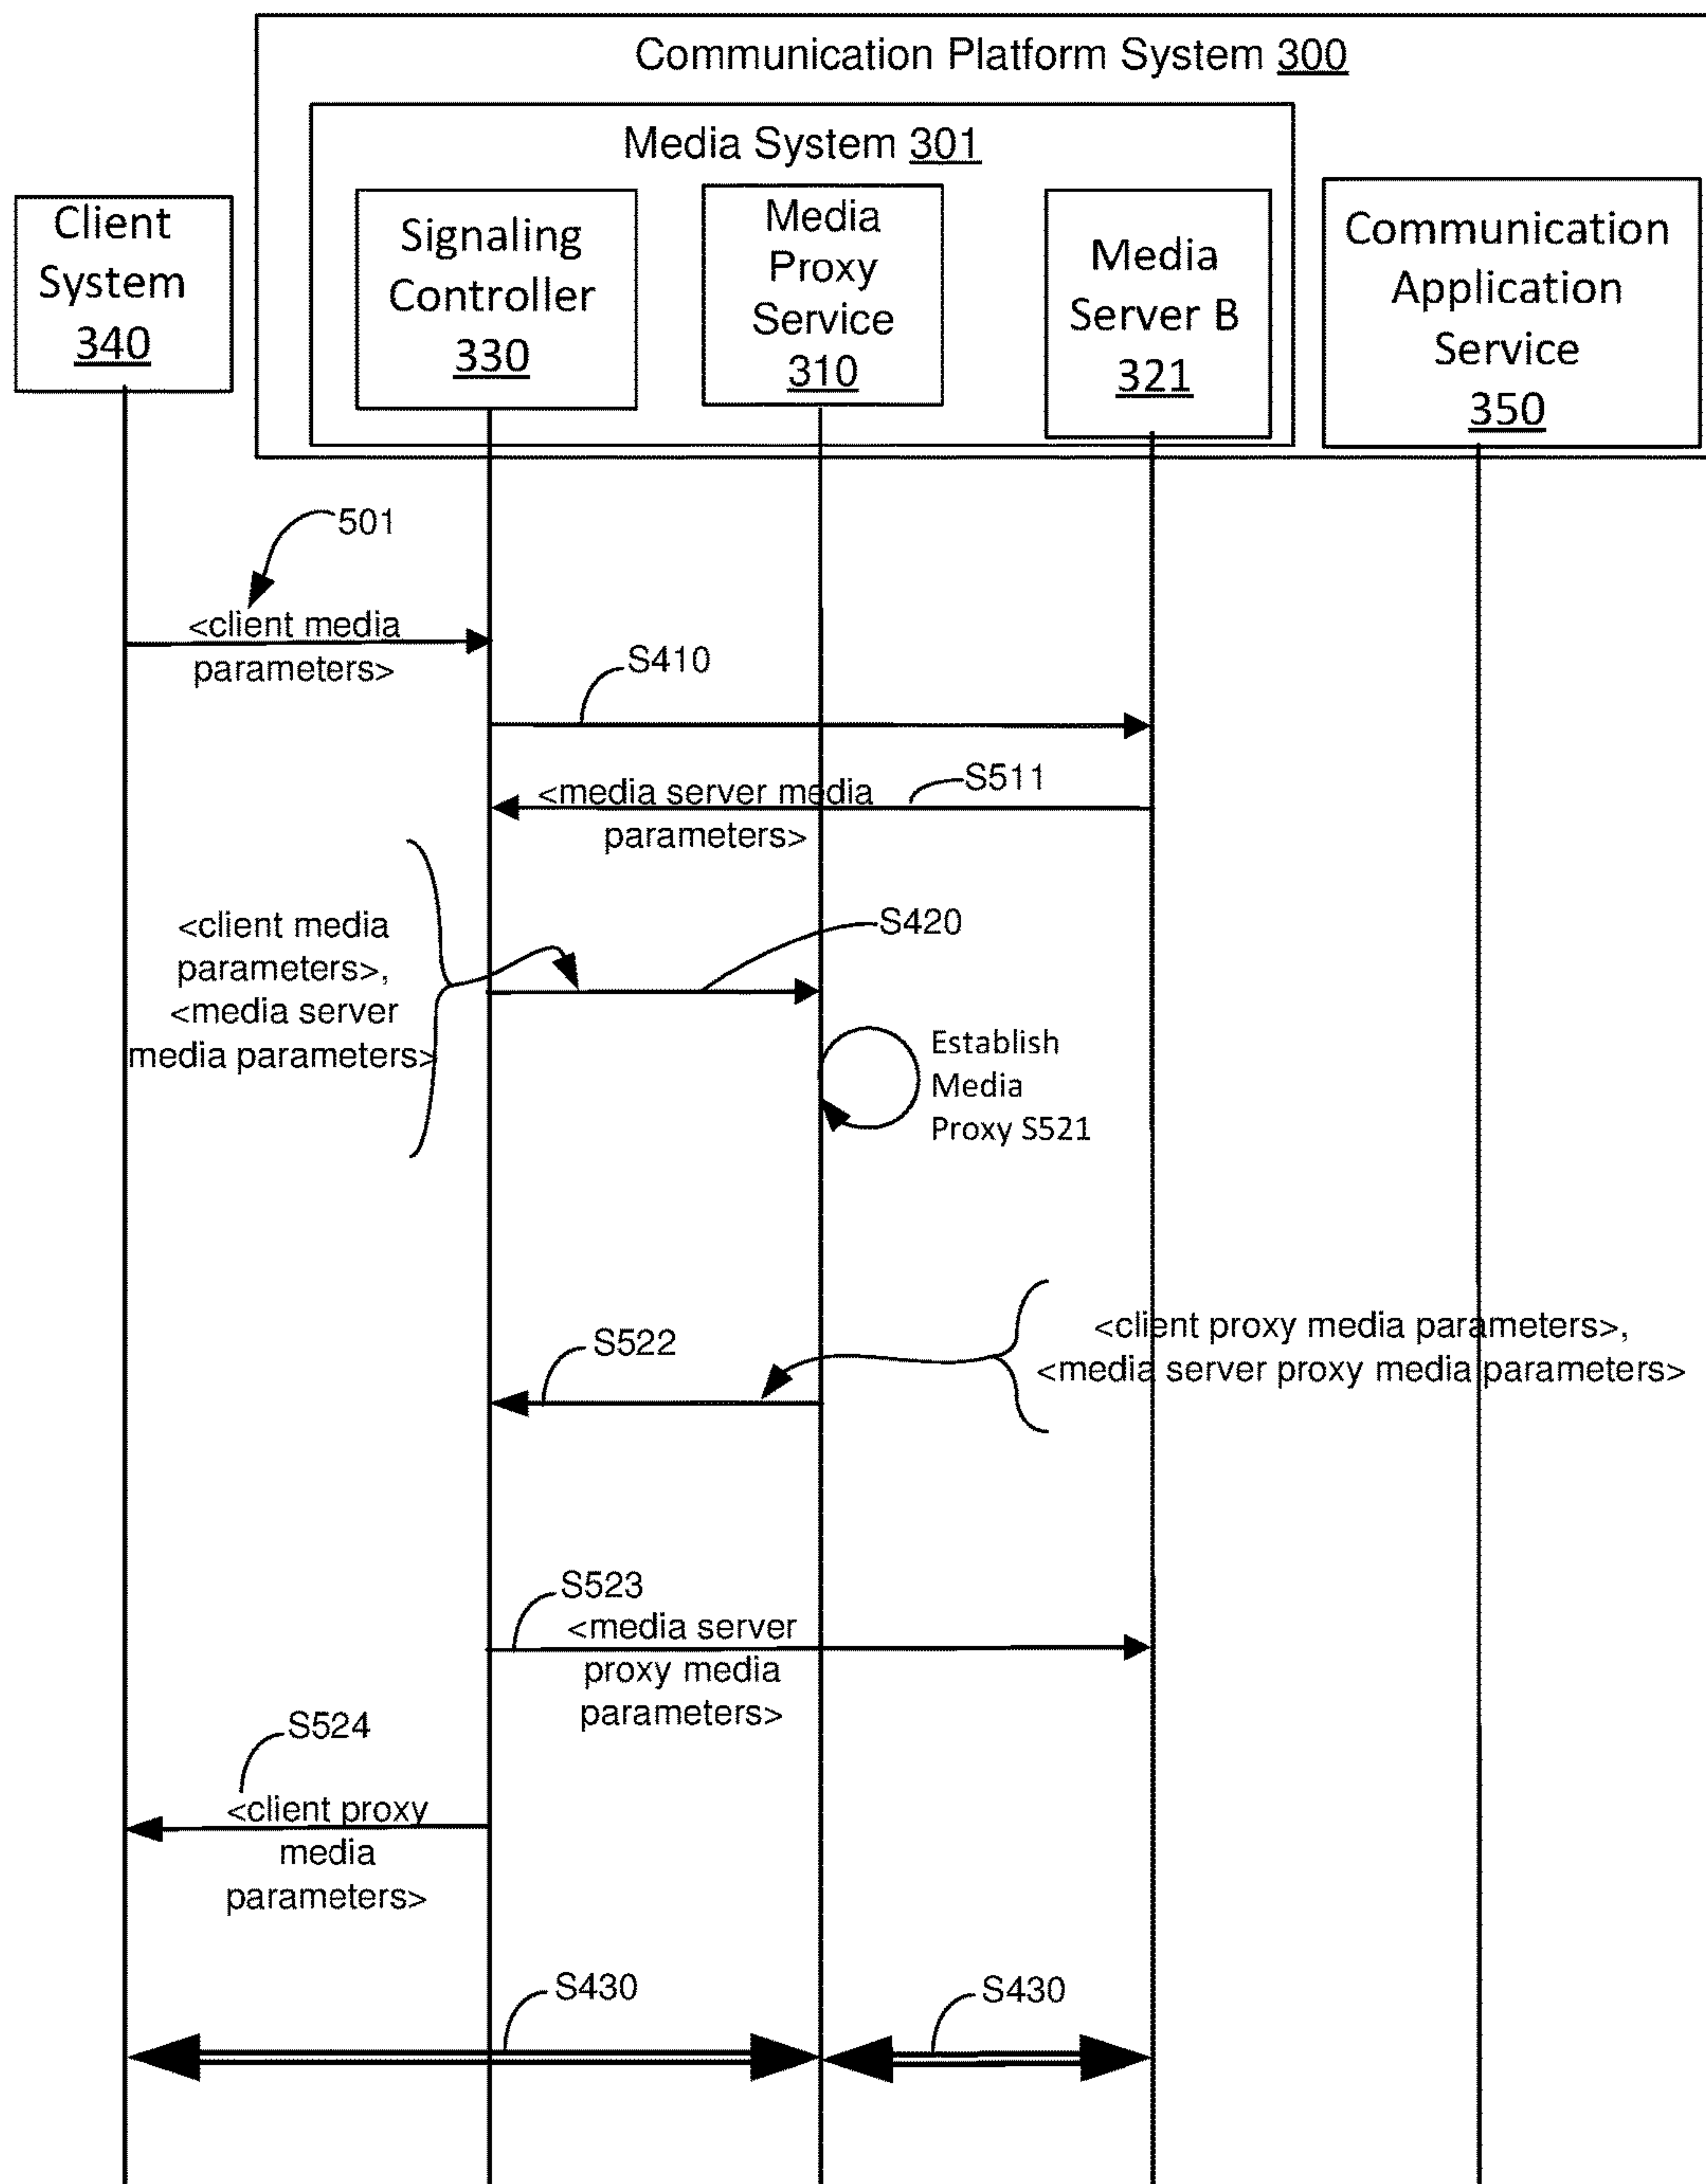 Communication Platform System 300
Media System 301
Client
System
340
Signaling
Controller
330
Media
Proxy
Service
310
Media
Server B
321
Communication
Application
Service
350
501
<client media
parameters>
S410
S511
<media server media
parameters>
<client media
parameters>,
<media server
media parameters>
S420
Establish
Media
Proxy S521
<client proxy media parameters>,
<media server proxy media parameters>
S522
S523
<media server
proxy media
parameters>
S524
<client proxy
media
parameters>
S430
S430